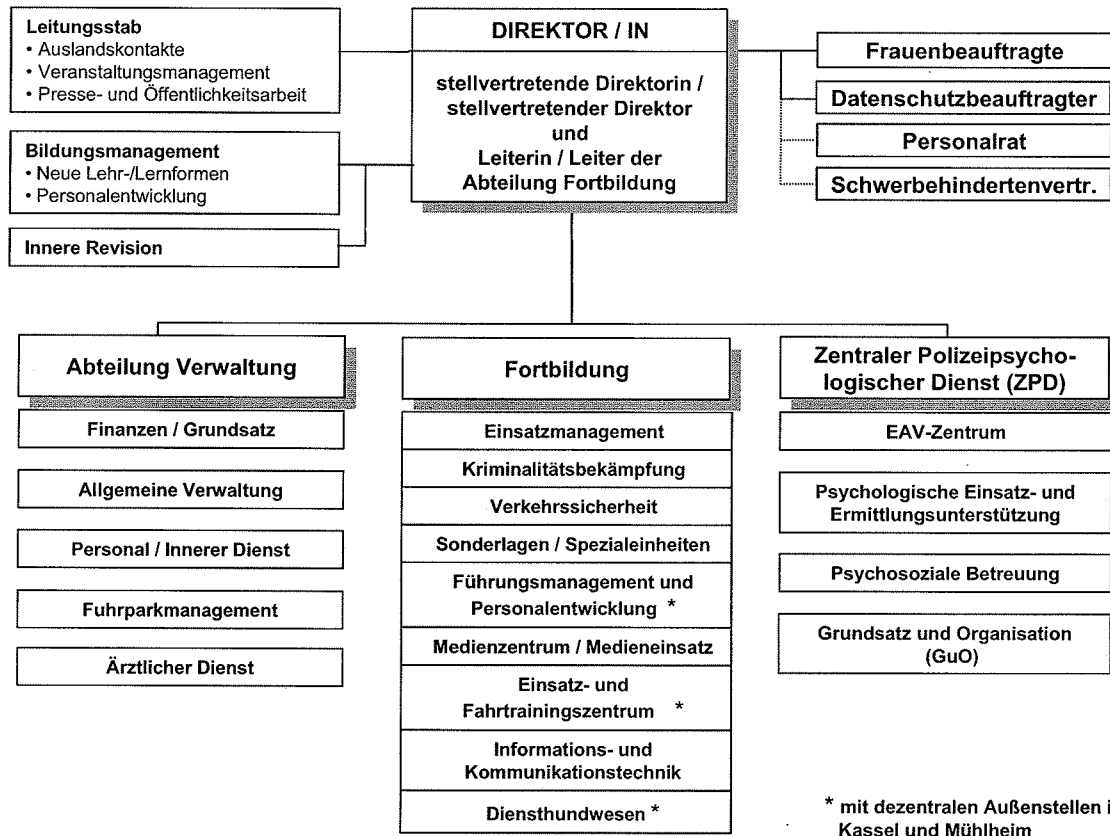 Leitungsstab
• Auslandskontakte
• Veranstaltungsmanagement
• Presse- und Öffentlichkeitsarbeit
Bildungsmanagement
• Neue Lehr-/Lernformen
• Personalentwicklung
Innere Revision
DIREKTOR / IN
stellvertretende Direktorin /
stellvertretender Direktor
und
Leiterin / Leiter der
Abteilung Fortbildung
Frauenbeauftragte
Datenschutzbeauftragter
Personalrat
Schwerbehindertenvertr.
Abteilung Verwaltung
Finanzen / Grundsatz
Allgemeine Verwaltung
Personal / Innerer Dienst
Fuhrparkmanagement
Ärztlicher Dienst
Fortbildung
Einsatzmanagement
Kriminalitätsbekämpfung
Verkehrssicherheit
Sonderlagen / Spezialeinheiten
Führungsmanagement und
Personalentwicklung *
Medienzentrum / Medieneinsatz
Einsatz- und
Fahrtrainingszentrum *
Informations- und
Kommunikationstechnik
Diensthundwesen *
Zentraler Polizeipsycho-
logischer Dienst (ZPD)
EAV-Zentrum
Psychologische Einsatz- und
Ermittlungsunterstützung
Psychosoziale Betreuung
Grundsatz und Organisation
(GuO)
* mit dezentralen Außenstellen i
Kassel und Mühlheim